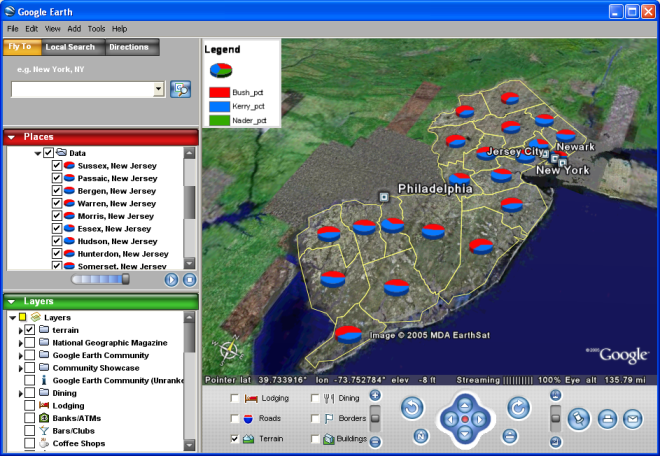 Google Earth
File Edit View Add Tools Help
Fly To Local Search Directions
e.g. New York, NY
Places
Data
Sussex, New Jersey
Passaic, New Jersey
Bergen, New Jersey
Warren, New Jersey
Morris, New Jersey
Essex, New Jersey
Hudson, New Jersey
Hunterdon, New Jersey
Somerset, New Jersey
Layers
Layers
terrain
National Geographic Magazine
Google Earth Community
Community Showcase
Google Earth Community (Unranke
Dining
Lodging
Banks/ATMs
Bars/Clubs
Coffee Shops
Legend
Bush_pct
Kerry_pct
Nader_pct
Jersey City
Newark
New York
Philadelphia
Image © 2005 MDA EarthSat
©2005 Google
N
Pointer lat 39.733916° lon -73.752784° elev -8 ft Streaming |||||||||| 100% Eye alt 135.79 mi
Lodging Dining
Roads Borders
Terrain Buildings
N